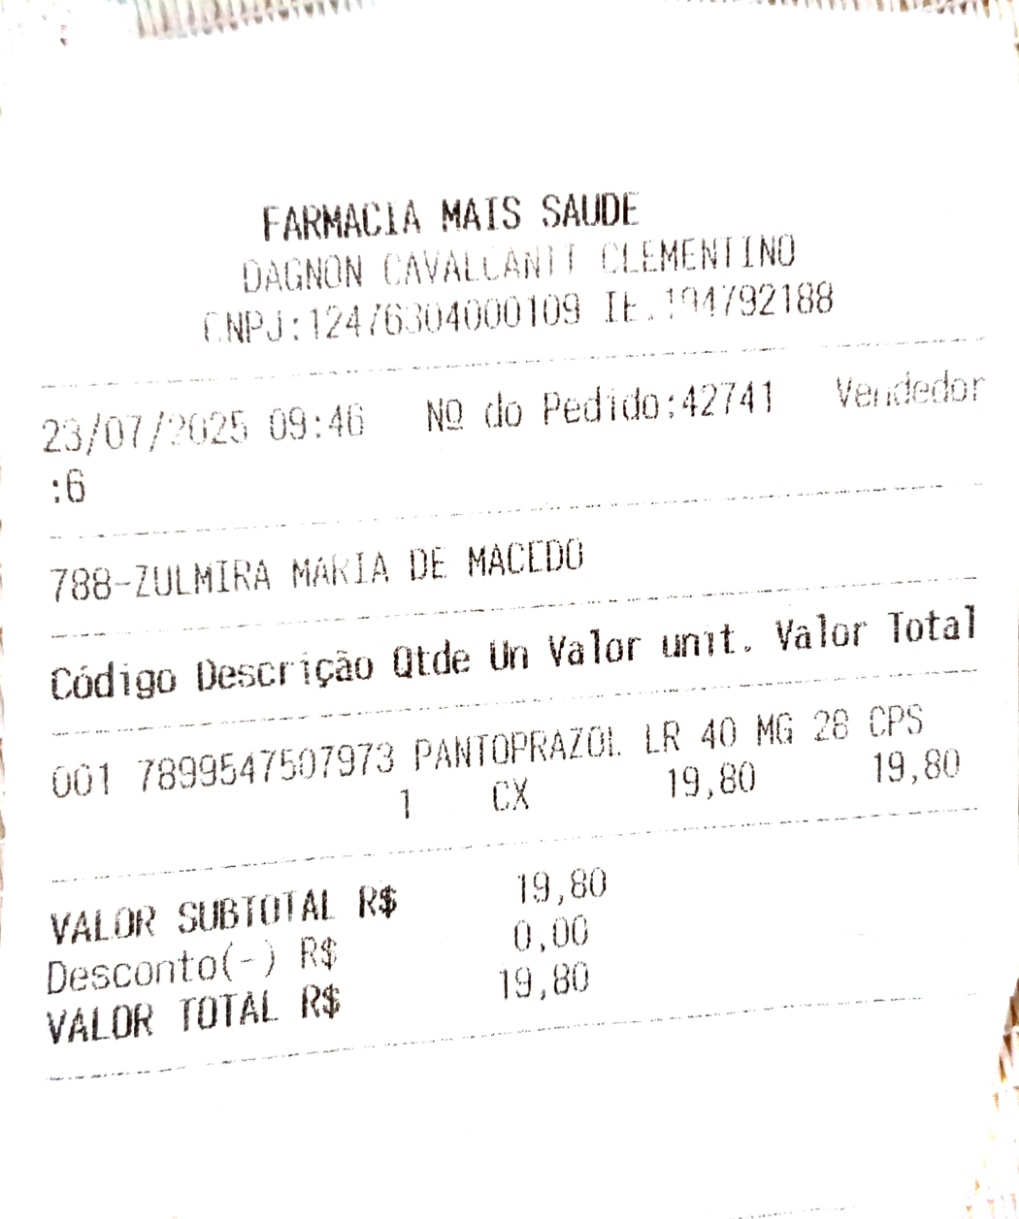 FARMACIA MAIS SAUDE
DAGNON CAVALCANTI CLEMENTINO
CNPJ:12476304000109 IE.194792188
23/07/2025 09:46 Nº do Pedido:42741 Vendedor
:6
788-ZULMIRA MARIA DE MACEDO
Código Descrição Qtde Un Valor unit. Valor Total
001 7899547507973 PANTOPRAZOL LR 40 MG 28 CPS
1 CX 19,80 19,80
VALOR SUBTOTAL R$ 19,80
Desconto(-) R$ 0,00
VALOR TOTAL R$ 19,80